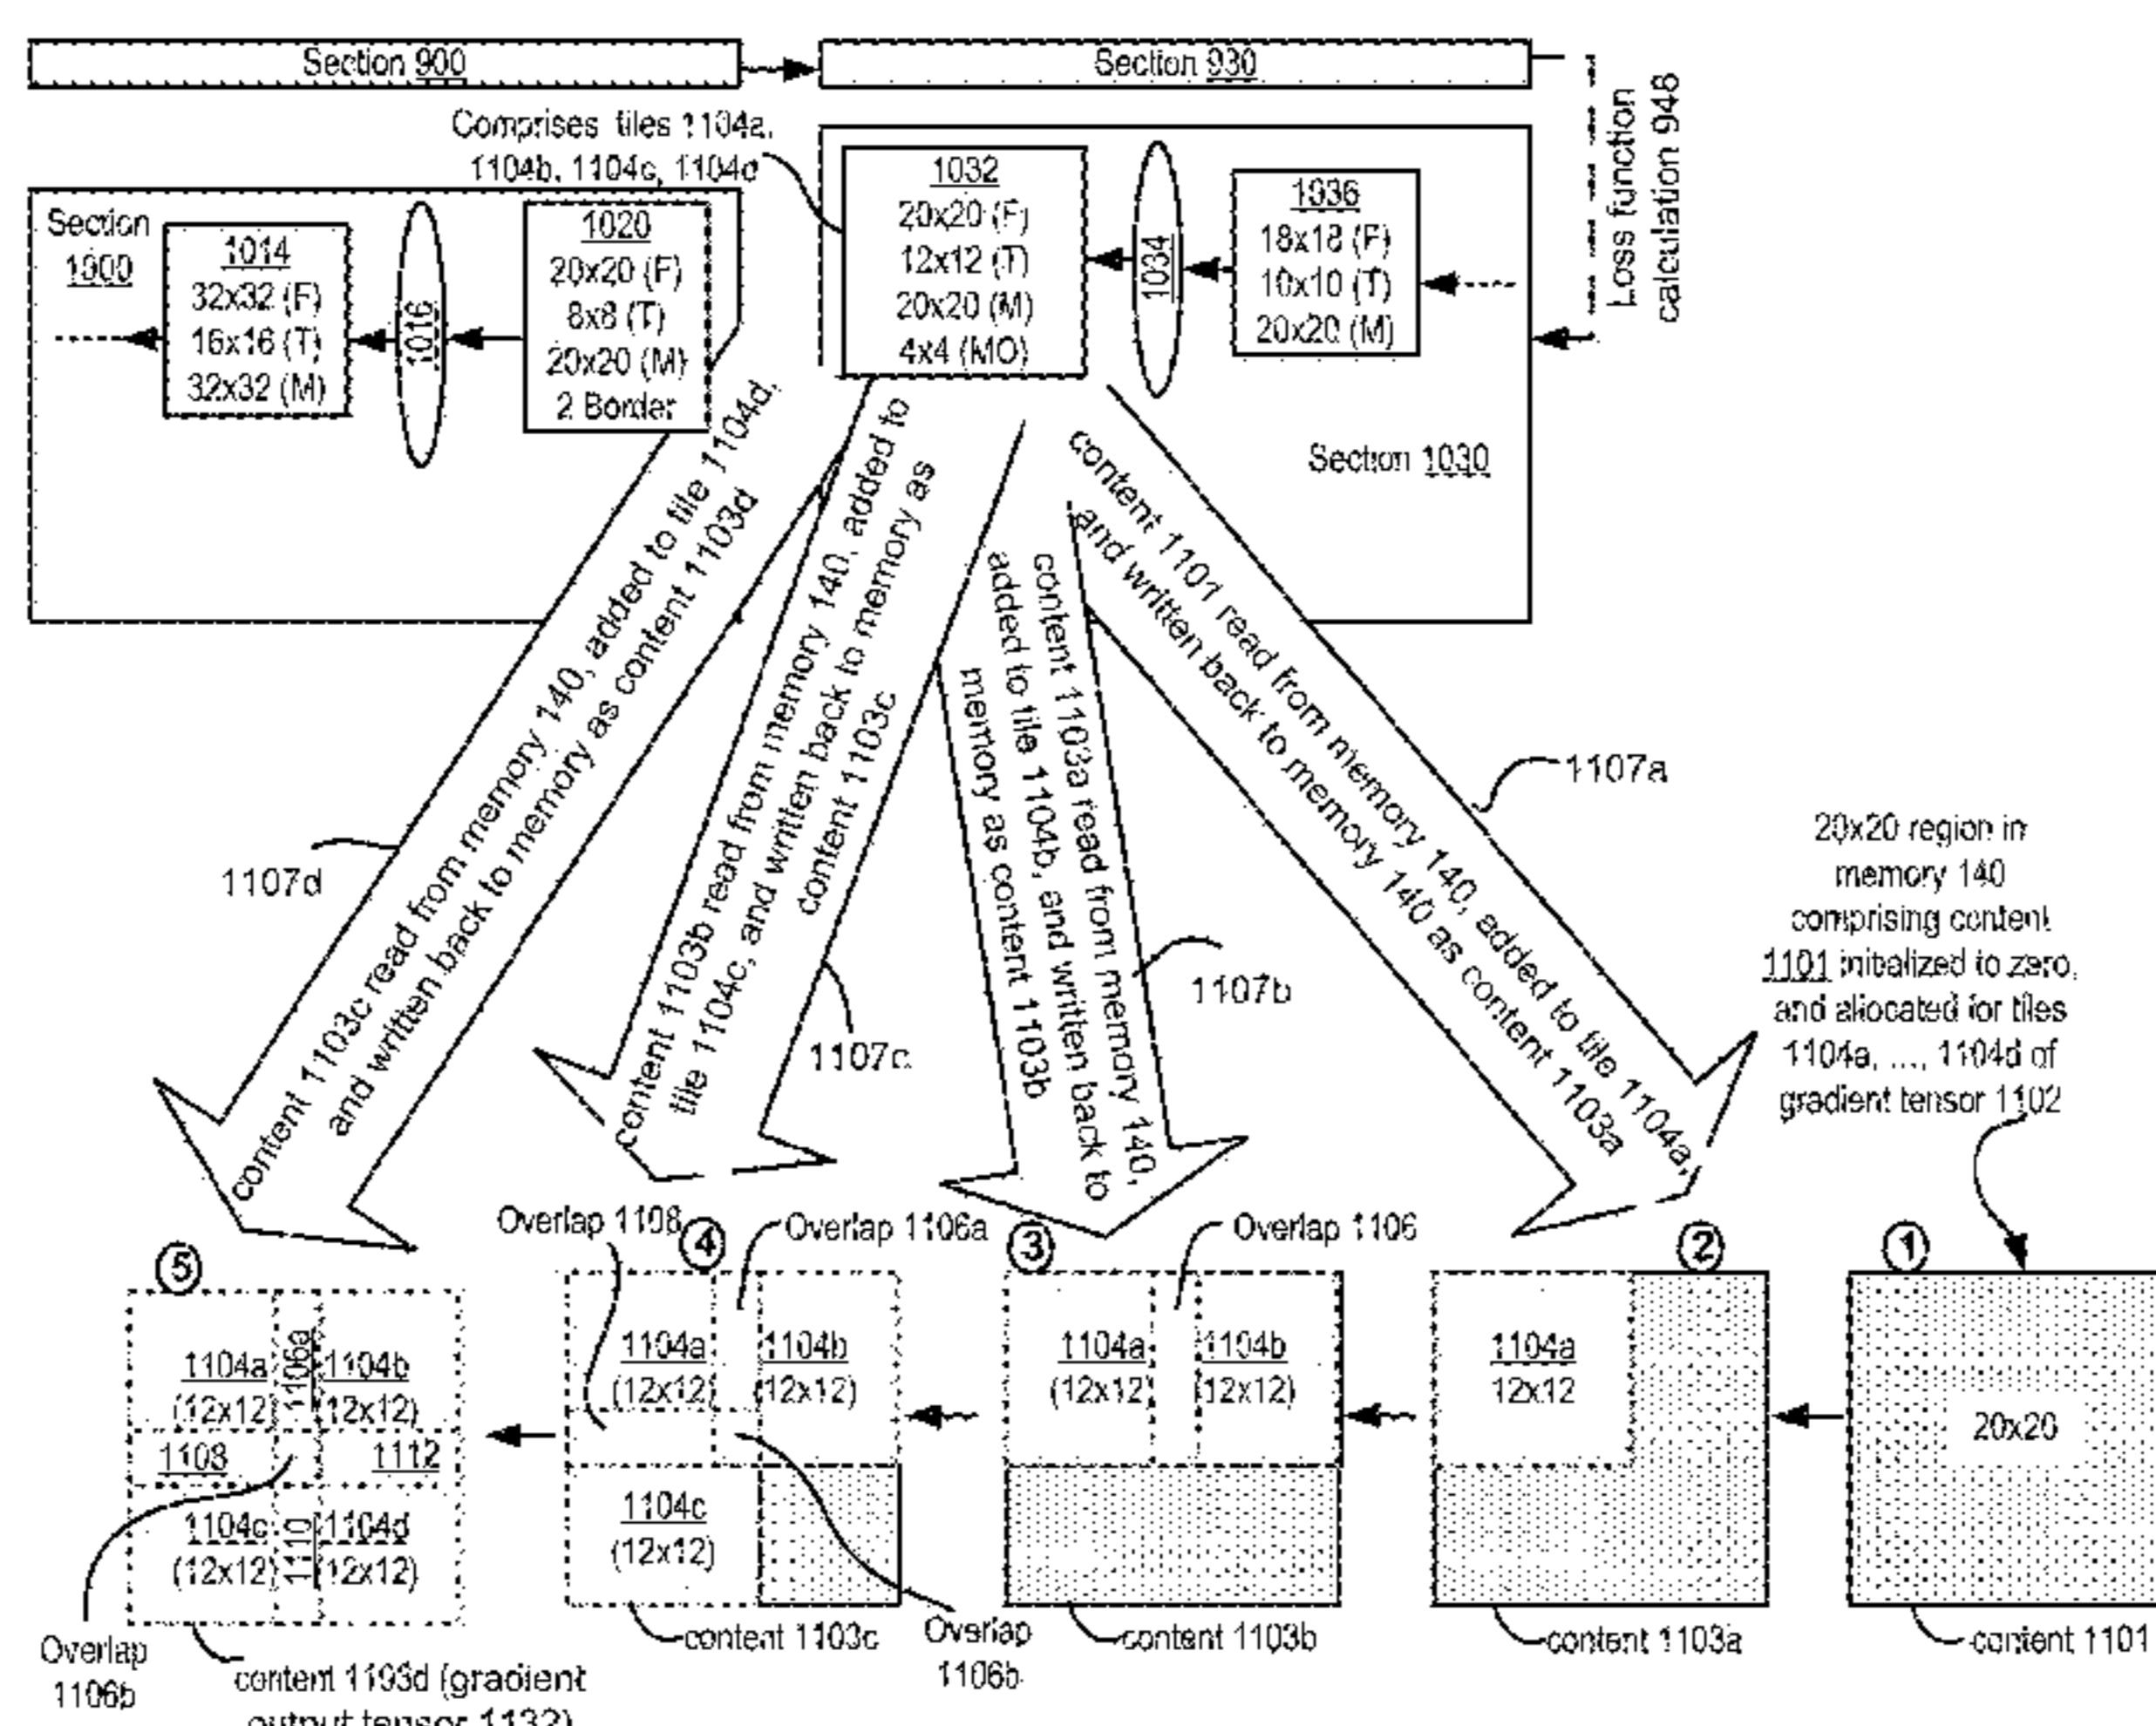 Section 900
Section 930
Loss function
calculation 946
Comprises tiles 1104a,
1104b, 1104c, 1104d
Section
1000
1014
32x32 (F)
16x16 (T)
32x32 (M)
1016
1020
20x20 (F)
8x8 (T)
20x20 (M)
2 Border
1032
20x20 (F)
12x12 (T)
20x20 (M)
4x4 (MO)
1034
1036
18x18 (F)
10x10 (T)
20x20 (M)
Section 1030
content 1103c read from memory 140, added to tile 1104d,
and written back to memory as content 1103d
content 1103b read from memory 140, added to
tile 1104c, and written back to memory as
content 1103c
content 1103a read from memory 140,
added to tile 1104b, and written back to
memory as content 1103b
content 1101 read from memory 140, added to tile 1104a,
and written back to memory 140 as content 1103a
1107d
1107c
1107b
1107a
20x20 region in
memory 140
comprising content
1101 initialized to zero,
and allocated for tiles
1104a, ..., 1104d of
gradient tensor 1102
5
1104a
(12x12)
1106a
1104b
(12x12)
1108
1112
1104c
(12x12)
1110
1104d
(12x12)
Overlap
1106b
content 1103d (gradient
output tensor 1132)
Overlap 1108
4
Overlap 1106a
1104a
(12x12)
1104b
(12x12)
1104c
(12x12)
content 1103c
Overlap
1106b
3
Overlap 1106
1104a
(12x12)
1104b
(12x12)
content 1103b
2
1104a
12x12
content 1103a
1
20x20
content 1101